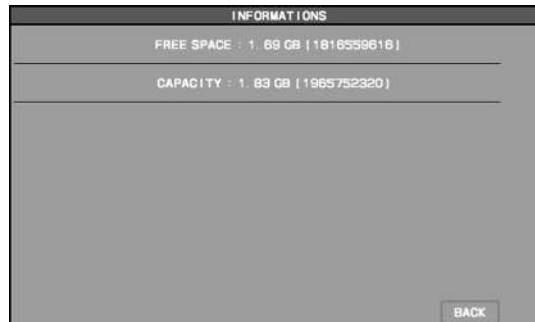 INFORMATIONS
FREE SPACE : 1. 69 GB [1816559616]
CAPACITY : 1. 83 GB [1965752320]
BACK